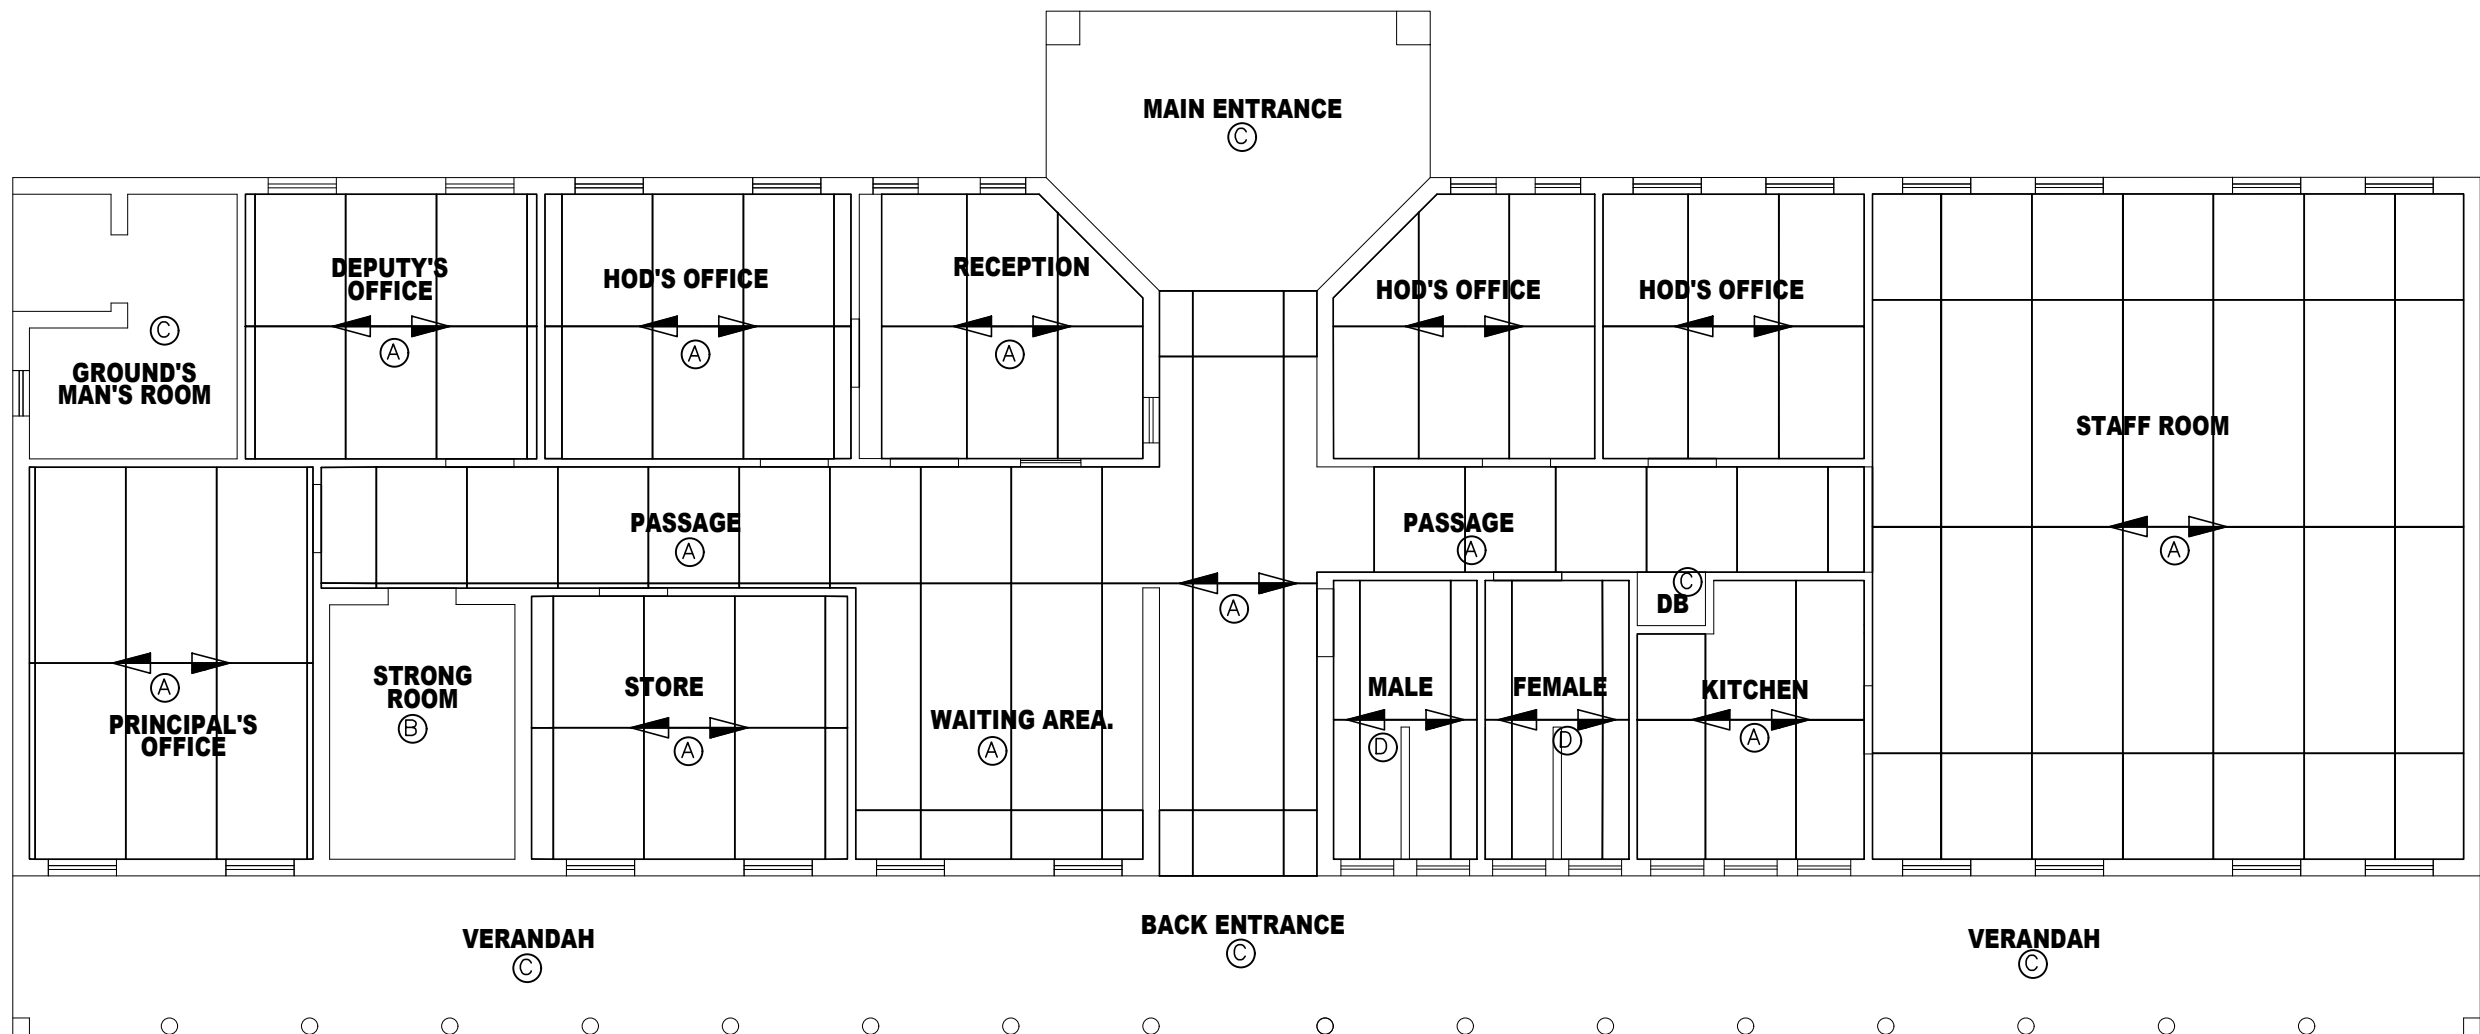 MAIN ENTRANCE
C
DEPUTY'S
OFFICE
A
HOD'S OFFICE
A
RECEPTION
A
HOD'S OFFICE
HOD'S OFFICE
C
GROUND'S
MAN'S ROOM
STAFF ROOM
A
PASSAGE
A
PASSAGE
A
A
C
DB
A
PRINCIPAL'S
OFFICE
STRONG
ROOM
B
STORE
A
WAITING AREA.
A
MALE
D
FEMALE
D
KITCHEN
A
VERANDAH
C
BACK ENTRANCE
C
VERANDAH
C